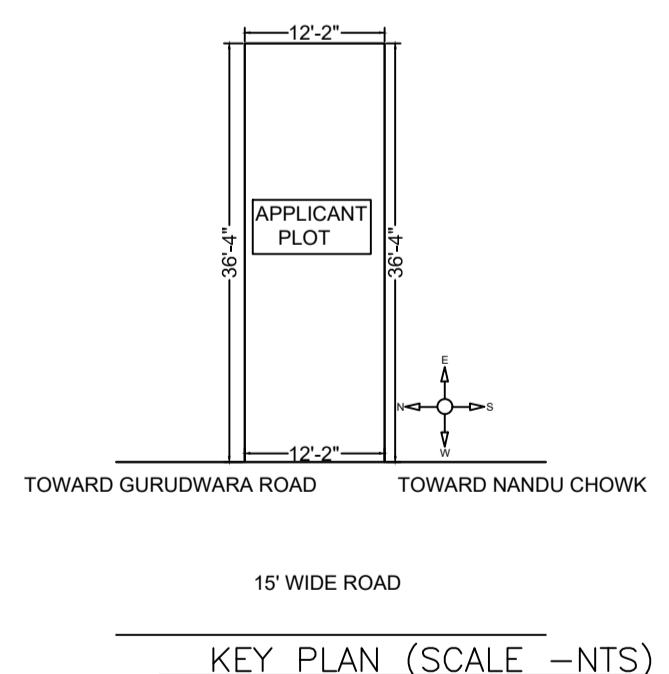 12'-2"
APPLICANT
PLOT
36'-4"
36'-4"
E
N
S
W
12'-2"
TOWARD GURUDWARA ROAD
TOWARD NANDU CHOWK
15' WIDE ROAD
KEY PLAN (SCALE -NTS)